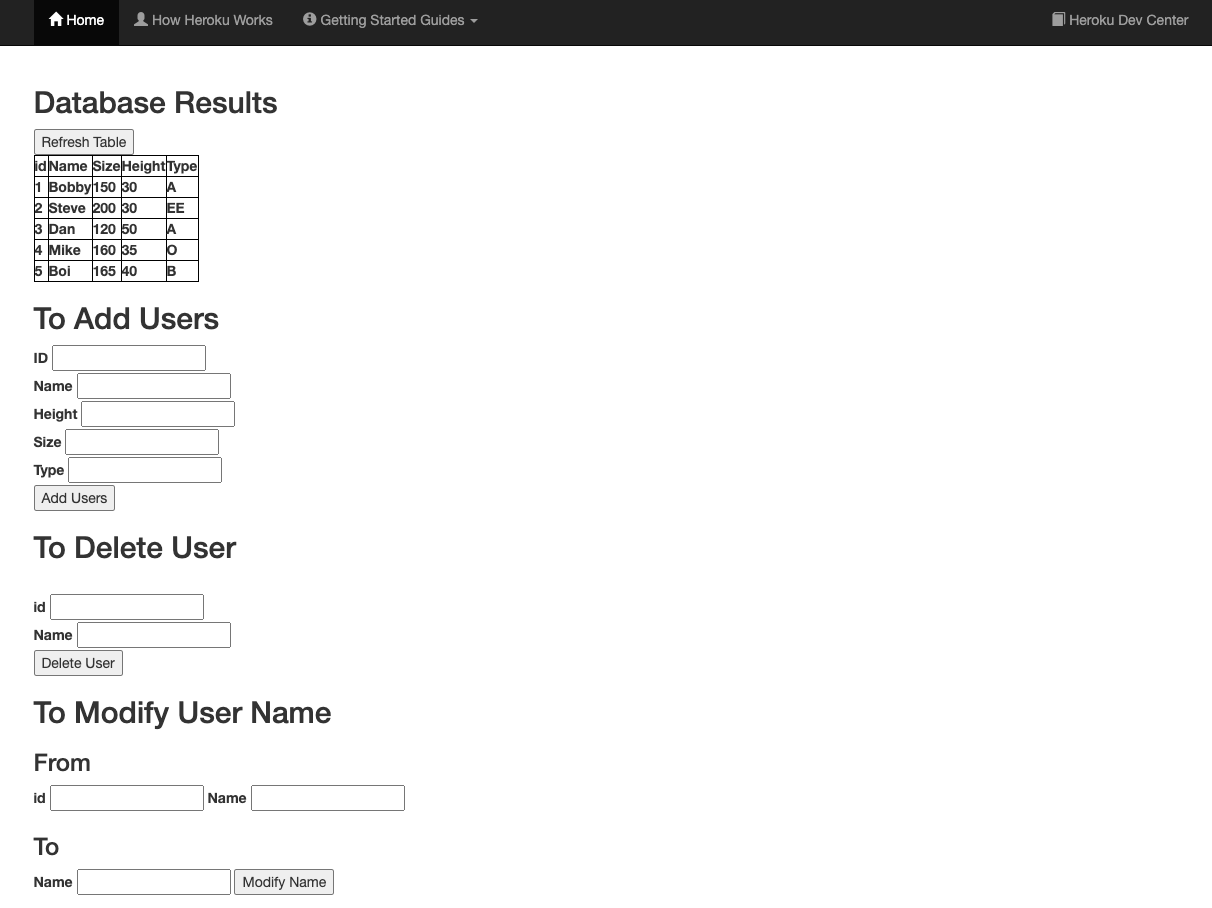 Home How Heroku Works Getting Started Guides Heroku Dev Center
Database Results
Refresh Table
id Name Size Height Type
1 Bobby 150 30 A
2 Steve 200 30 EE
3 Dan 120 50 A
4 Mike 160 35 O
5 Boi 165 40 B
To Add Users
ID
Name
Height
Size
Type
Add Users
To Delete User
id
Name
Delete User
To Modify User Name
From
id Name
To
Name Modify Name